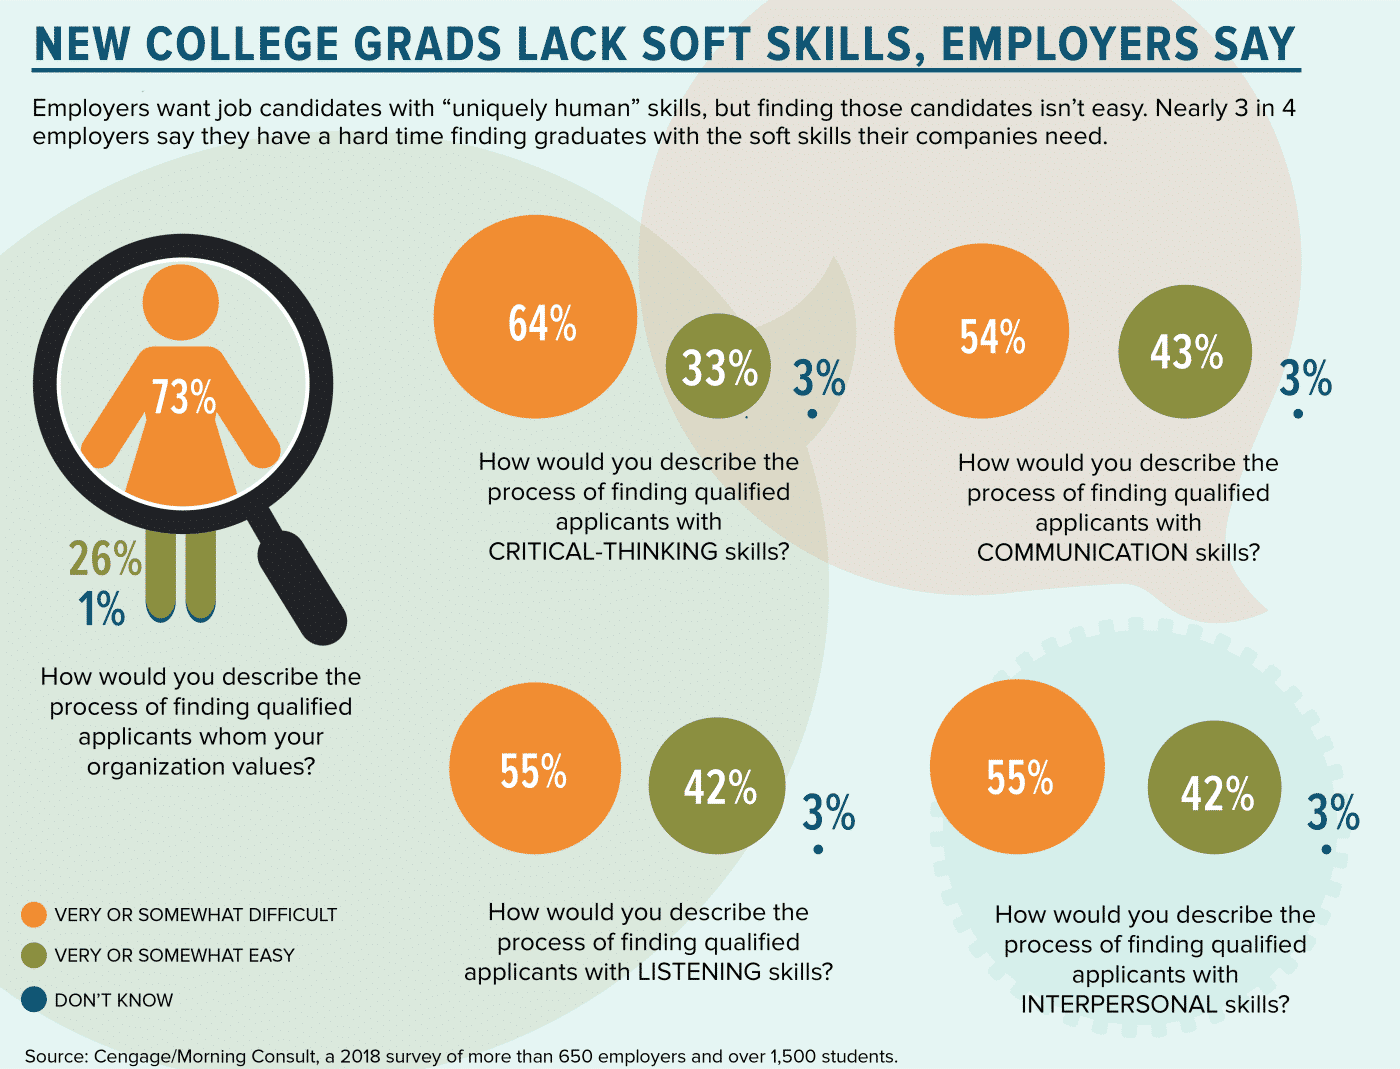 NEW COLLEGE GRADS LACK SOFT SKILLS, EMPLOYERS SAY
Employers want job candidates with “uniquely human” skills, but finding those candidates isn’t easy. Nearly 3 in 4
employers say they have a hard time finding graduates with the soft skills their companies need.
73%
26%
1%
How would you describe the
process of finding qualified
applicants whom your
organization values?
64%
33%
3%
How would you describe the
process of finding qualified
applicants with
CRITICAL-THINKING skills?
54%
43%
3%
How would you describe the
process of finding qualified
applicants with
COMMUNICATION skills?
55%
42%
3%
How would you describe the
process of finding qualified
applicants with LISTENING skills?
55%
42%
3%
How would you describe the
process of finding qualified
applicants with
INTERPERSONAL skills?
VERY OR SOMEWHAT DIFFICULT
VERY OR SOMEWHAT EASY
DON’T KNOW
Source: Cengage/Morning Consult, a 2018 survey of more than 650 employers and over 1,500 students.